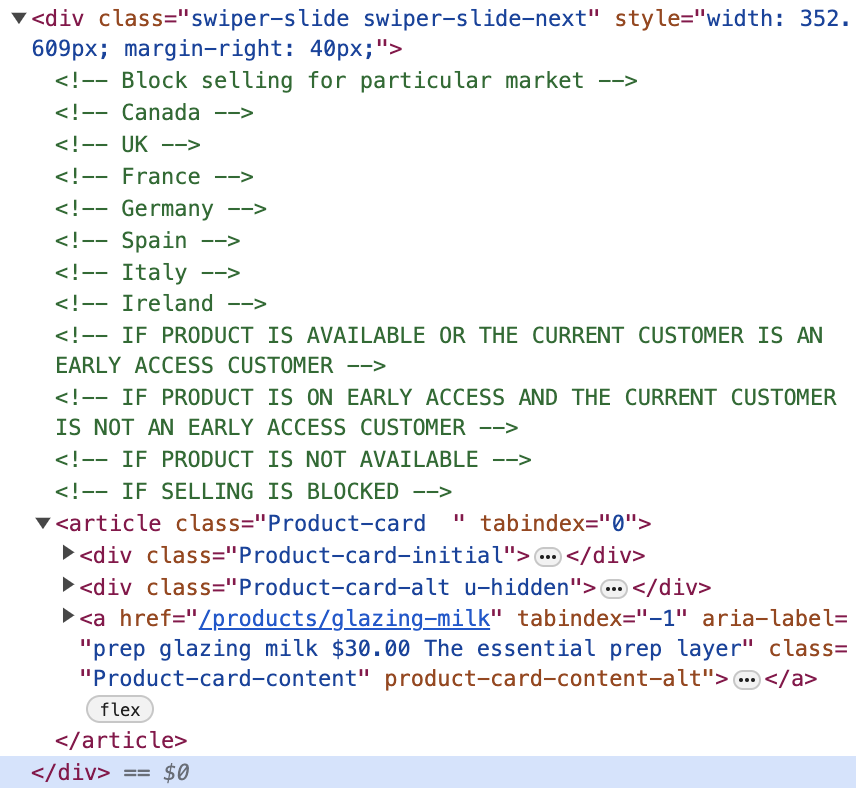 ▼<div class="swiper-slide swiper-slide-next" style="width: 352.
609px; margin-right: 40px;">
<!-- Block selling for particular market -->
<!-- Canada -->
<!-- UK -->
<!-- France -->
<!-- Germany -->
<!-- Spain -->
<!-- Italy -->
<!-- Ireland -->
<!-- IF PRODUCT IS AVAILABLE OR THE CURRENT CUSTOMER IS AN
EARLY ACCESS CUSTOMER -->
<!-- IF PRODUCT IS ON EARLY ACCESS AND THE CURRENT CUSTOMER
IS NOT AN EARLY ACCESS CUSTOMER -->
<!-- IF PRODUCT IS NOT AVAILABLE -->
<!-- IF SELLING IS BLOCKED -->
▼<article class="Product-card  " tabindex="0">
▶<div class="Product-card-initial">…</div>
▶<div class="Product-card-alt u-hidden">…</div>
▶<a href="/products/glazing-milk" tabindex="-1" aria-label=
"prep glazing milk $30.00 The essential prep layer" class=
"Product-card-content" product-card-content-alt">…</a>
flex
</article>
</div> == $0